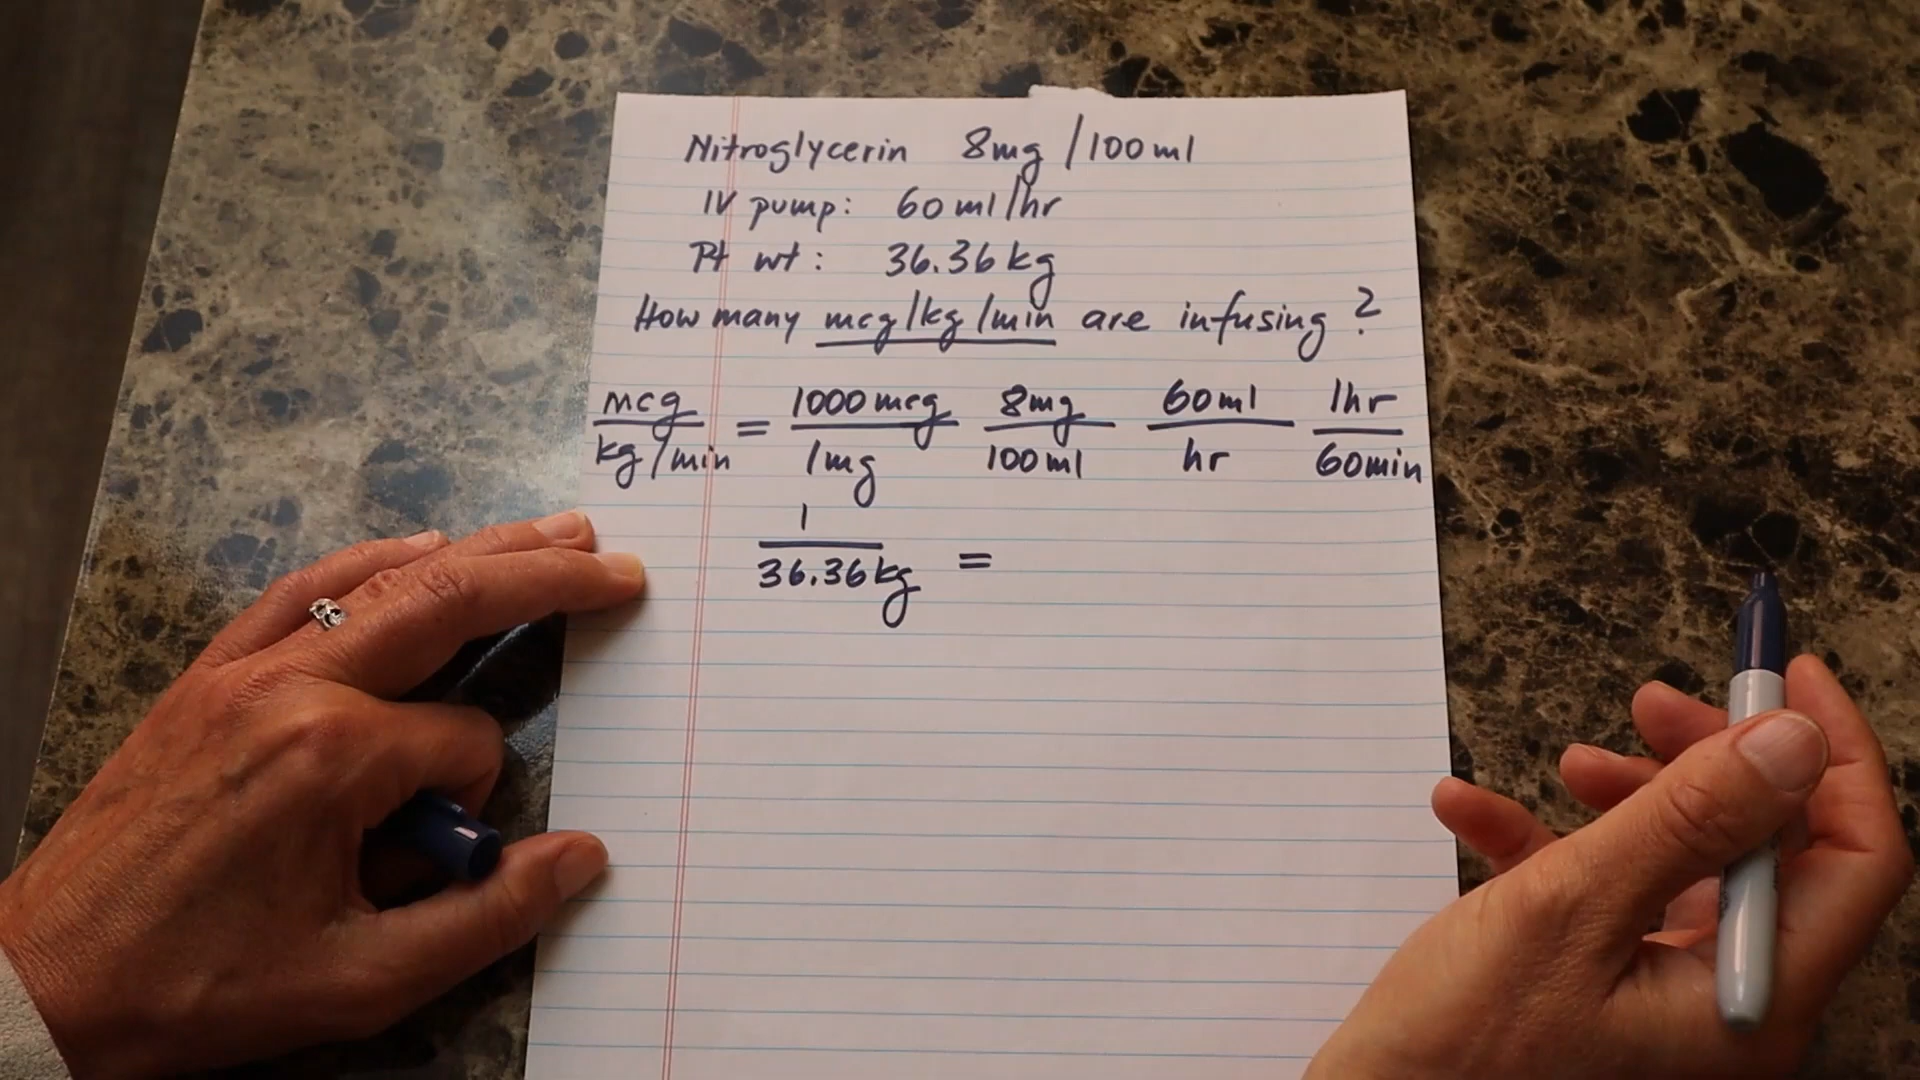 Nitroglycerin 8mg/100ml
IV pump: 60ml/hr
Pt wt: 36.36kg
How many mcg/kg/min are infusing?
mcg 1000mcg 8mg 60ml 1hr
kg/min = 1mg 100ml hr 60min
1
36.36kg =